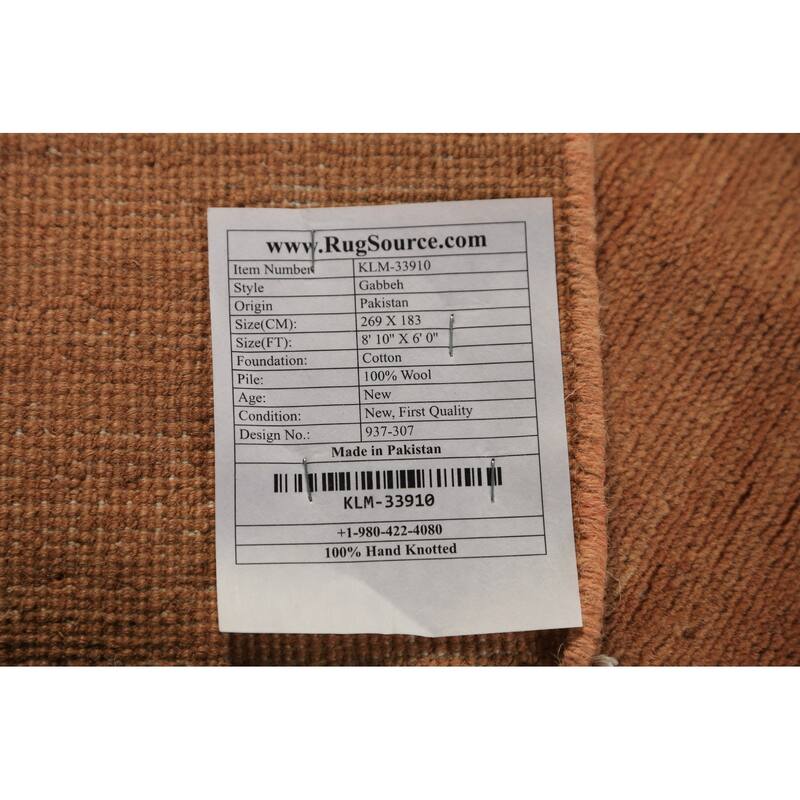 www.RugSource.com
Item Number KLM-33910
Style Gabbeh
Origin Pakistan
Size(CM): 269 X 183
Size(FT): 8' 10" X 6' 0"
Foundation: Cotton
Pile: 100% Wool
Age: New
Condition: New, First Quality
Design No.: 937-307
Made in Pakistan
KLM-33910
+1-980-422-4080
100% Hand Knotted